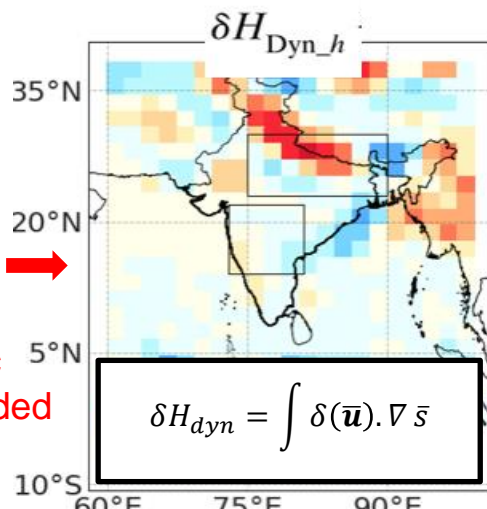 δH_Dyn_h
35°N
20°N
5°N
ded
δH_dyn = ∫ δ(ū).∇ s̄
10°S
60°E 75°E 90°E